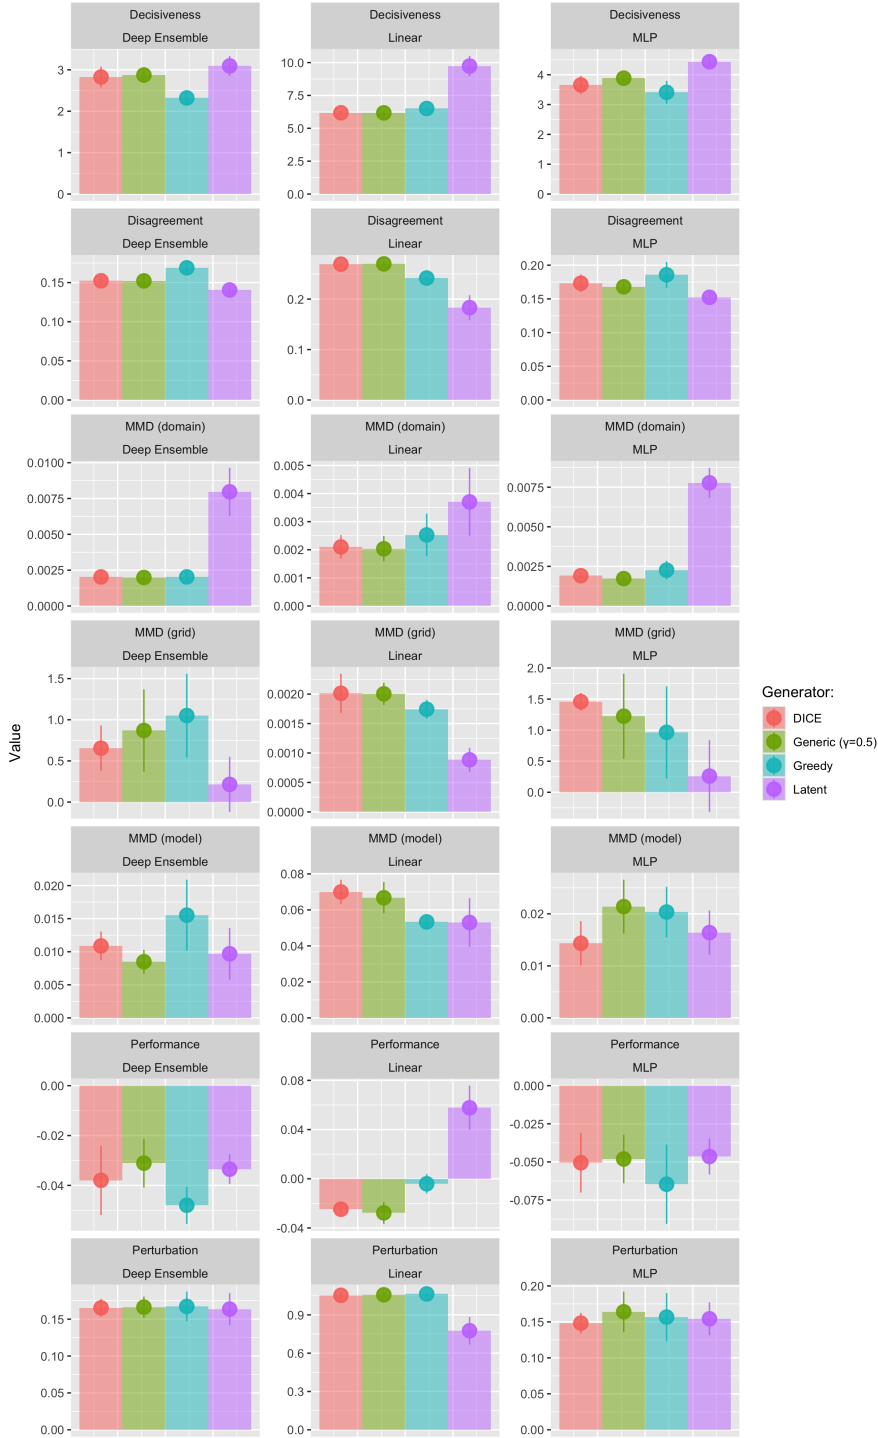 Decisiveness
Deep Ensemble
Decisiveness
Linear
Decisiveness
MLP
3
2
1
0
10.0
7.5
5.0
2.5
0.0
4
3
2
1
0
Disagreement
Deep Ensemble
Disagreement
Linear
Disagreement
MLP
0.15
0.10
0.05
0.00
0.2
0.1
0.0
0.20
0.15
0.10
0.05
0.00
MMD (domain)
Deep Ensemble
MMD (domain)
Linear
MMD (domain)
MLP
0.0100
0.0075
0.0050
0.0025
0.0000
0.005
0.004
0.003
0.002
0.001
0.000
0.0075
0.0050
0.0025
0.0000
MMD (grid)
Deep Ensemble
MMD (grid)
Linear
MMD (grid)
MLP
1.5
1.0
0.5
0.0
0.0020
0.0015
0.0010
0.0005
0.0000
2.0
1.5
1.0
0.5
0.0
Value
Generator:
DICE
Generic (γ=0.5)
Greedy
Latent
MMD (model)
Deep Ensemble
MMD (model)
Linear
MMD (model)
MLP
0.020
0.015
0.010
0.005
0.000
0.08
0.06
0.04
0.02
0.00
0.02
0.01
0.00
Performance
Deep Ensemble
Performance
Linear
Performance
MLP
0.00
-0.02
-0.04
0.08
0.04
0.00
-0.04
0.000
-0.025
-0.050
-0.075
Perturbation
Deep Ensemble
Perturbation
Linear
Perturbation
MLP
0.15
0.10
0.05
0.00
0.9
0.6
0.3
0.0
0.20
0.15
0.10
0.05
0.00